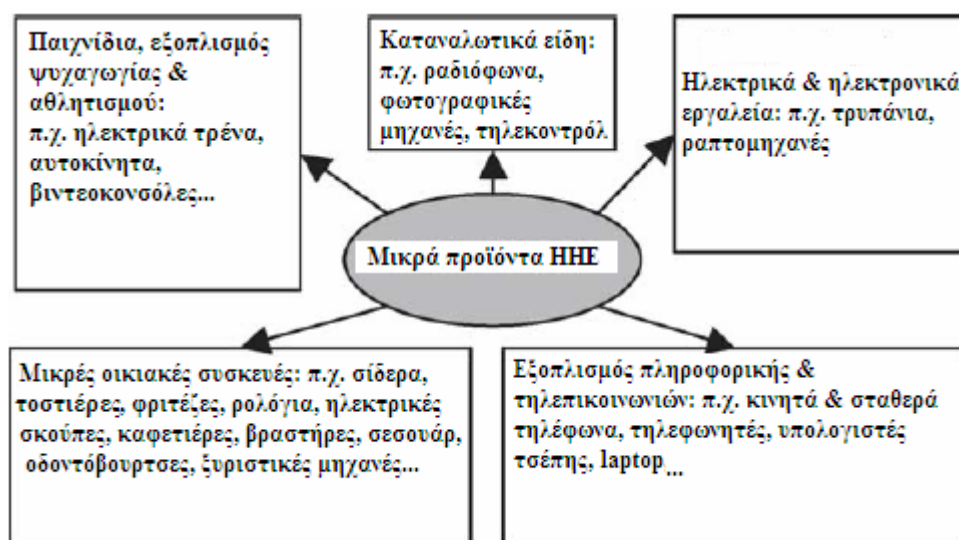 Παιχνίδια, εξοπλισμός
ψυχαγωγίας &
αθλητισμού:
π.χ. ηλεκτρικά τρένα,
αυτοκίνητα,
βιντεοκονσόλες...
Καταναλωτικά είδη:
π.χ. ραδιόφωνα,
φωτογραφικές
μηχανές, τηλεκοντρόλ
Ηλεκτρικά & ηλεκτρονικά
εργαλεία: π.χ. τρυπάνια,
ραπτομηχανές
Μικρά προϊόντα ΗΗΕ
Μικρές οικιακές συσκευές: π.χ. σίδερα,
τοστιέρες, φριτέζες, ρολόγια, ηλεκτρικές
σκούπες, καφετιέρες, βραστήρες, σεσουάρ,
οδοντόβουρτσες, ξυριστικές μηχανές...
Εξοπλισμός πληροφορικής &
τηλεπικοινωνιών: π.χ. κινητά & σταθερά
τηλέφωνα, τηλεφωνητές, υπολογιστές
τσέπης, laptop...